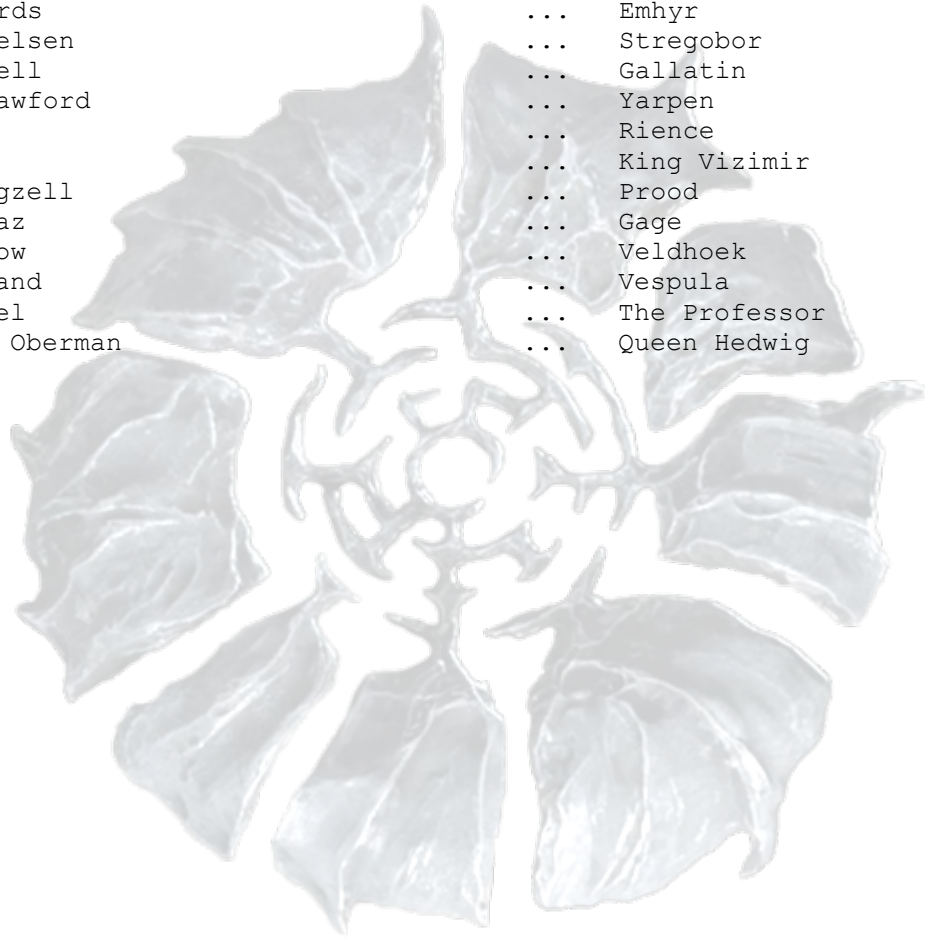 rds ... Emhyr
elsen ... Stregobor
ell ... Gallatin
awford ... Yarpen
... Rience
... King Vizimir
gzell ... Prood
az ... Gage
ow ... Veldhoek
and ... Vespula
el ... The Professor
Oberman ... Queen Hedwig